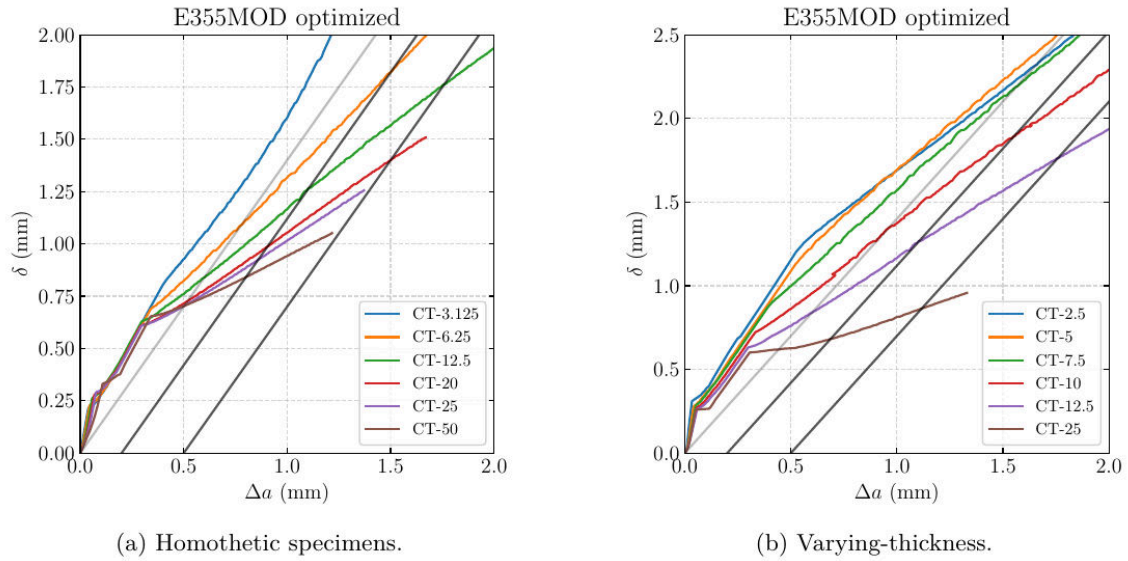 E355MOD optimized
2.00
1.75
1.50
1.25
1.00
0.75
0.50
0.25
0.00
δ (mm)
0.0 0.5 1.0 1.5 2.0
Δa (mm)
CT-3.125
CT-6.25
CT-12.5
CT-20
CT-25
CT-50
(a) Homothetic specimens.
E355MOD optimized
2.5
2.0
1.5
1.0
0.5
0.0
δ (mm)
0.0 0.5 1.0 1.5 2.0
Δa (mm)
CT-2.5
CT-5
CT-7.5
CT-10
CT-12.5
CT-25
(b) Varying-thickness.